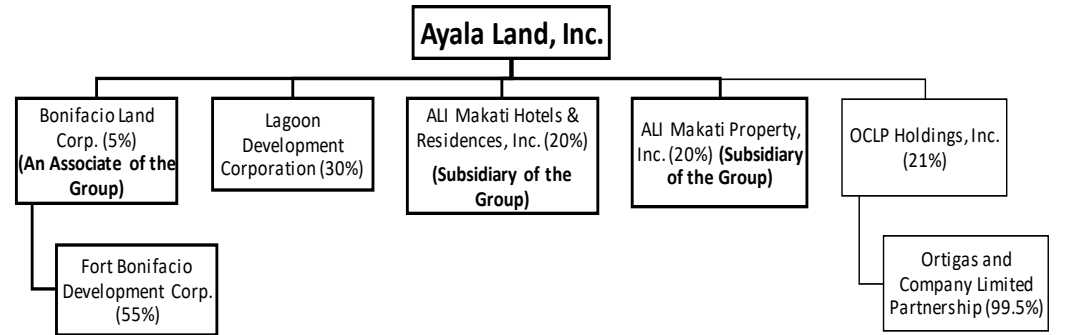 Ayala Land, Inc.
Bonifacio Land
Corp. (5%)
(An Associate of the
Group)
Lagoon
Development
Corporation (30%)
ALI Makati Hotels &
Residences, Inc. (20%)
(Subsidiary of the
Group)
ALI Makati Property,
Inc. (20%) (Subsidiary
of the Group)
OCLP Holdings, Inc.
(21%)
Fort Bonifacio
Development Corp.
(55%)
Ortigas and
Company Limited
Partnership (99.5%)